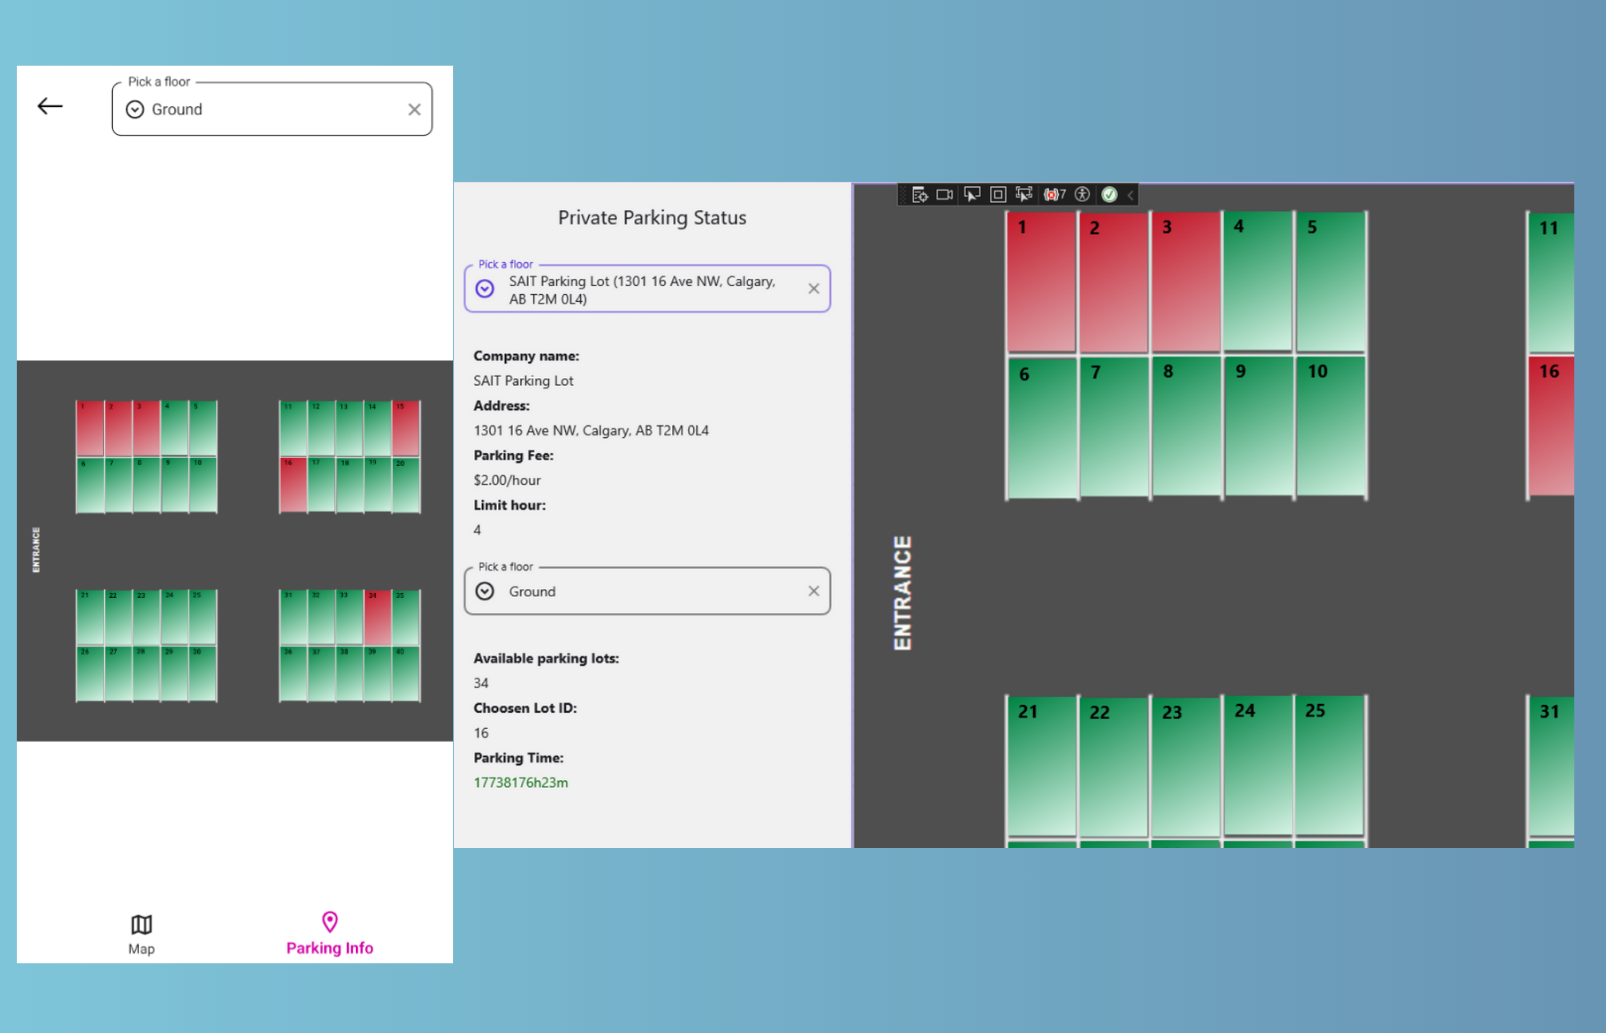 Pick a floor
Ground
1 2 3 4 5 11 12 13 14 15
6 7 8 9 10 16 17 18 19 20
ENTRANCE
21 22 23 24 25 31 32 33 34 35
26 27 28 29 30 36 37 38 39 40
Map
Parking Info
Private Parking Status
Pick a floor
SAIT Parking Lot (1301 16 Ave NW, Calgary,
AB T2M 0L4)
Company name:
SAIT Parking Lot
Address:
1301 16 Ave NW, Calgary, AB T2M 0L4
Parking Fee:
$2.00/hour
Limit hour:
4
Pick a floor
Ground
Available parking lots:
34
Choosen Lot ID:
16
Parking Time:
17738176h23m
7
1 2 3 4 5 11
6 7 8 9 10 16
ENTRANCE
21 22 23 24 25 31